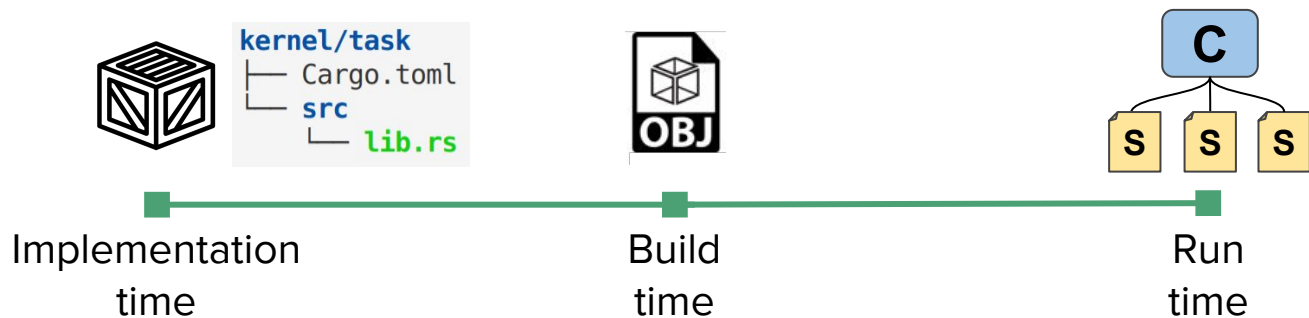 kernel/task
├── Cargo.toml
└── src
    └── lib.rs
OBJ
C
S S S
Implementation
time
Build
time
Run
time